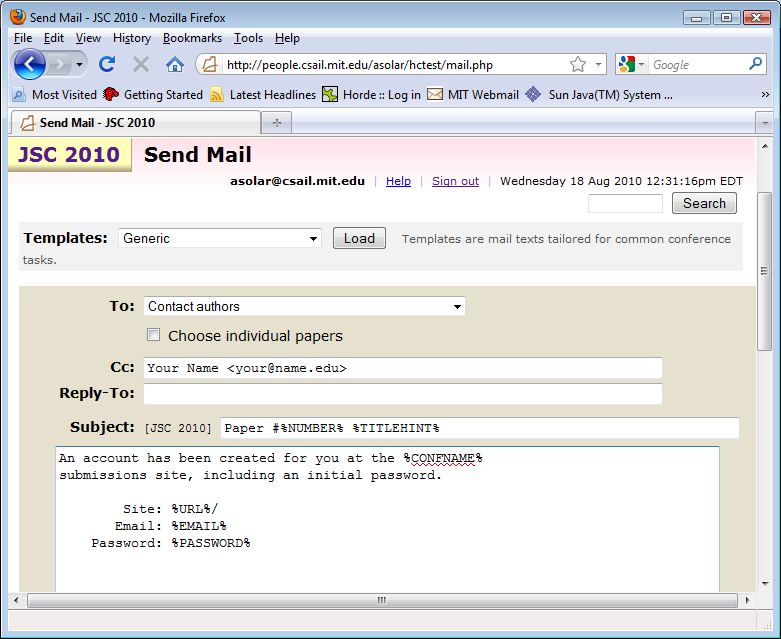 Send Mail - JSC 2010 - Mozilla Firefox
File Edit View History Bookmarks Tools Help
http://people.csail.mit.edu/asolar/hctest/mail.php Google
Most Visited Getting Started Latest Headlines Horde :: Log in MIT Webmail Sun Java(TM) System ... »
Send Mail - JSC 2010
JSC 2010 Send Mail
asolar@csail.mit.edu | Help | Sign out | Wednesday 18 Aug 2010 12:31:16pm EDT
Search
Templates: Generic Load Templates are mail texts tailored for common conference
tasks.
To: Contact authors
Choose individual papers
Cc: Your Name <your@name.edu>
Reply-To:
Subject: [JSC 2010] Paper #%NUMBER% %TITLEHINT%
An account has been created for you at the %CONFNAME%
submissions site, including an initial password.
Site: %URL%/
Email: %EMAIL%
Password: %PASSWORD%